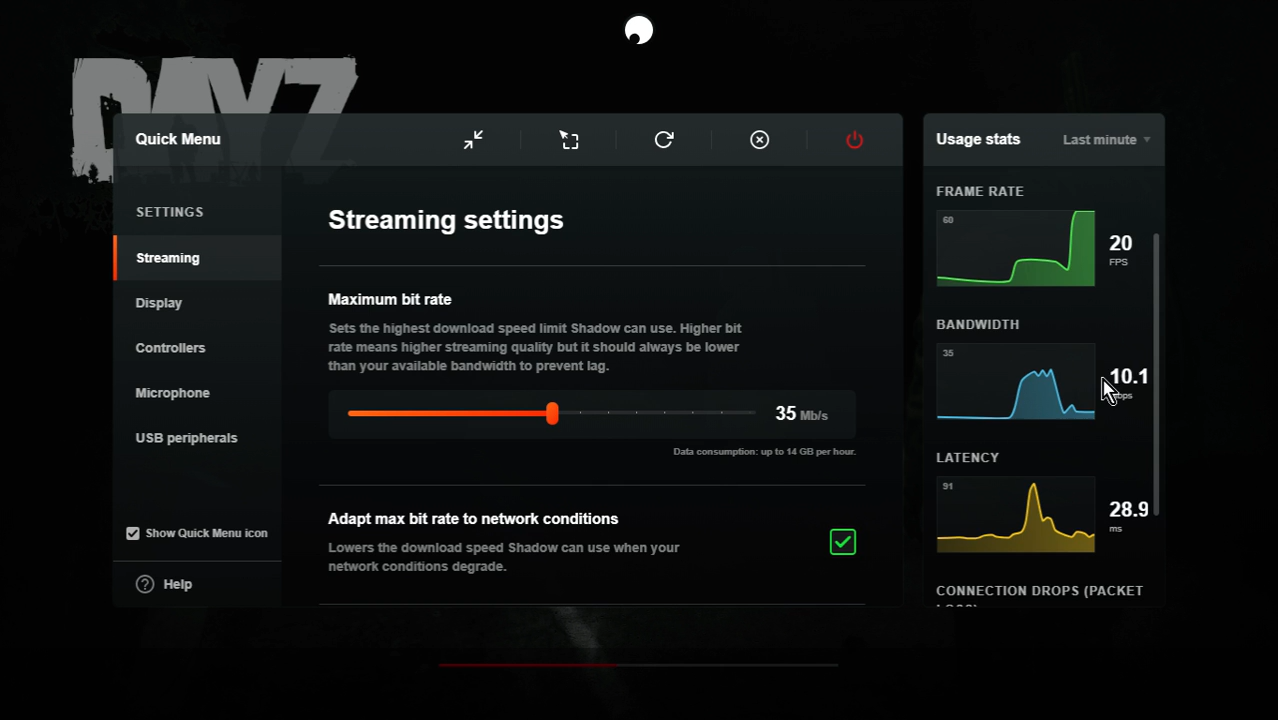 DAYZ
Quick Menu
SETTINGS
Streaming
Display
Controllers
Microphone
USB peripherals
Show Quick Menu icon
Help
Streaming settings
Maximum bit rate
Sets the highest download speed limit Shadow can use. Higher bit
rate means higher streaming quality but it should always be lower
than your available bandwidth to prevent lag.
35 Mb/s
Data consumption: up to 14 GB per hour.
Adapt max bit rate to network conditions
Lowers the download speed Shadow can use when your
network conditions degrade.
Usage stats
Last minute
FRAME RATE
60
20
FPS
BANDWIDTH
35
10.1
LATENCY
91
28.9
ms
CONNECTION DROPS (PACKET